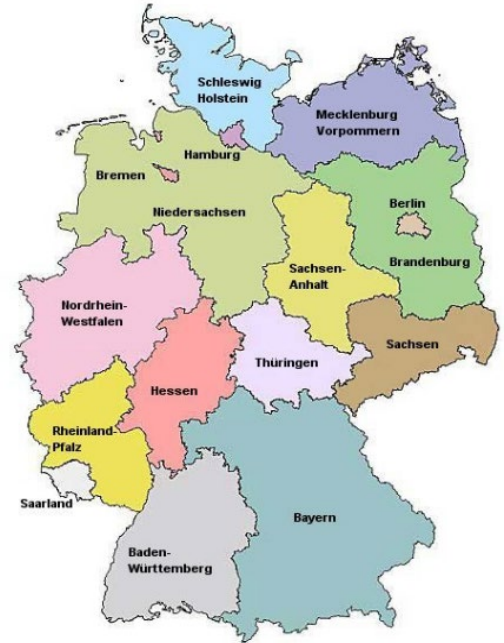 Schleswig
Holstein
Mecklenburg
Vorpommern
Hamburg
Bremen
Niedersachsen
Berlin
Brandenburg
Sachsen-
Anhalt
Nordrhein-
Westfalen
Sachsen
Thüringen
Hessen
Rheinland-
Pfalz
Saarland
Bayern
Baden-
Württemberg